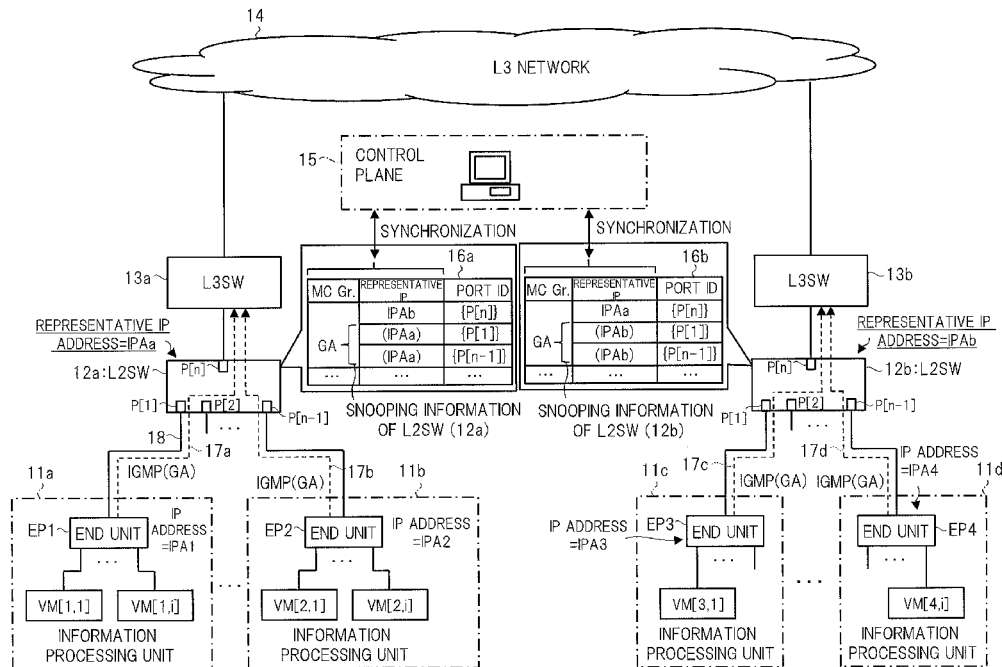 14
L3 NETWORK
15
CONTROL
PLANE
SYNCHRONIZATION
SYNCHRONIZATION
13a
L3SW
16a
MC Gr.
REPRESENTATIVE
IP
PORT ID
IPAb
{P[n]}
GA
(IPAa)
{P[1]}
(IPAa)
{P[n-1]}
...
...
...
SNOOPING INFORMATION
OF L2SW (12a)
16b
MC Gr.
REPRESENTATIVE
IP
PORT ID
IPAa
{P[n]}
GA
(IPAb)
{P[1]}
(IPAb)
{P[n-1]}
...
...
...
SNOOPING INFORMATION
OF L2SW (12b)
L3SW
13b
REPRESENTATIVE IP
ADDRESS=IPAa
12a:L2SW
P[n]
P[1]
P[2]
P[n-1]
...
18
17a
IGMP(GA)
17b
IGMP(GA)
REPRESENTATIVE IP
ADDRESS=IPAb
12b:L2SW
P[n]
P[1]
P[2]
P[n-1]
...
17c
IGMP(GA)
17d
IGMP(GA)
11a
EP1
END UNIT
IP
ADDRESS
=IPA1
...
VM[1,1]
VM[1,i]
INFORMATION
PROCESSING UNIT
...
11b
EP2
END UNIT
IP ADDRESS
=IPA2
...
VM[2,1]
VM[2,i]
INFORMATION
PROCESSING UNIT
11c
IP ADDRESS
=IPA3
EP3
END UNIT
...
VM[3,1]
INFORMATION
PROCESSING UNIT
...
11d
IP ADDRESS
=IPA4
END UNIT
EP4
...
VM[4,i]
INFORMATION
PROCESSING UNIT